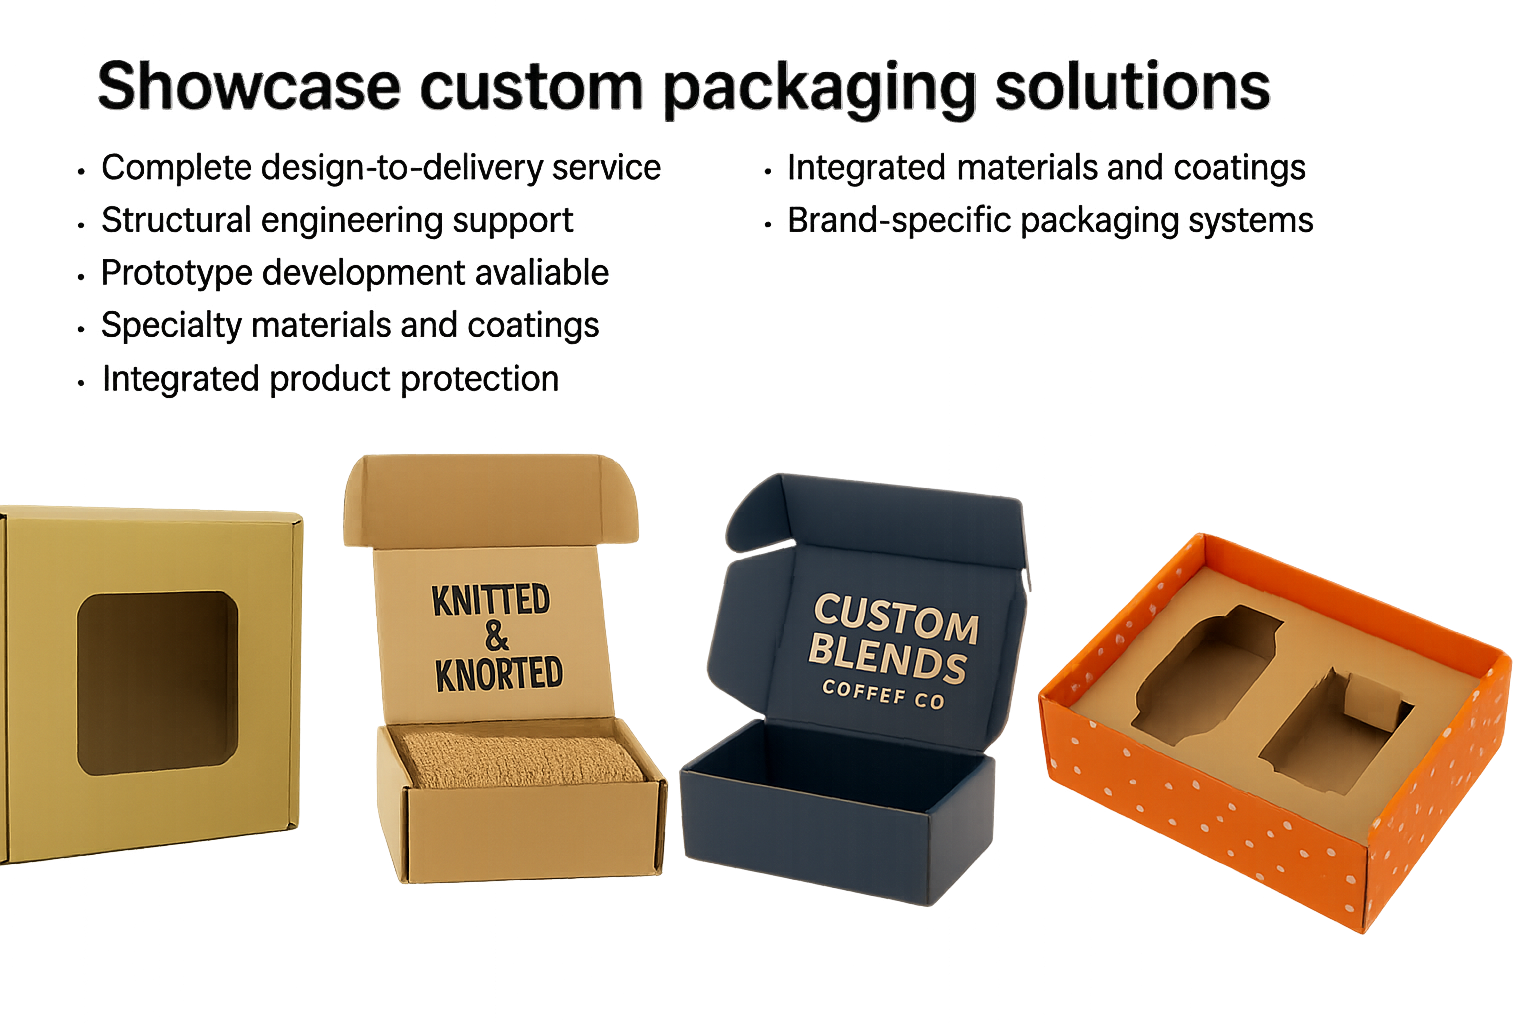 Showcase custom packaging solutions
• Complete design-to-delivery service
• Structural engineering support
• Prototype development avaliable
• Specialty materials and coatings
• Integrated product protection
• Integrated materials and coatings
• Brand-specific packaging systems
KNITTED
&
KNORTED
CUSTOM
BLENDS
COFFEF CO